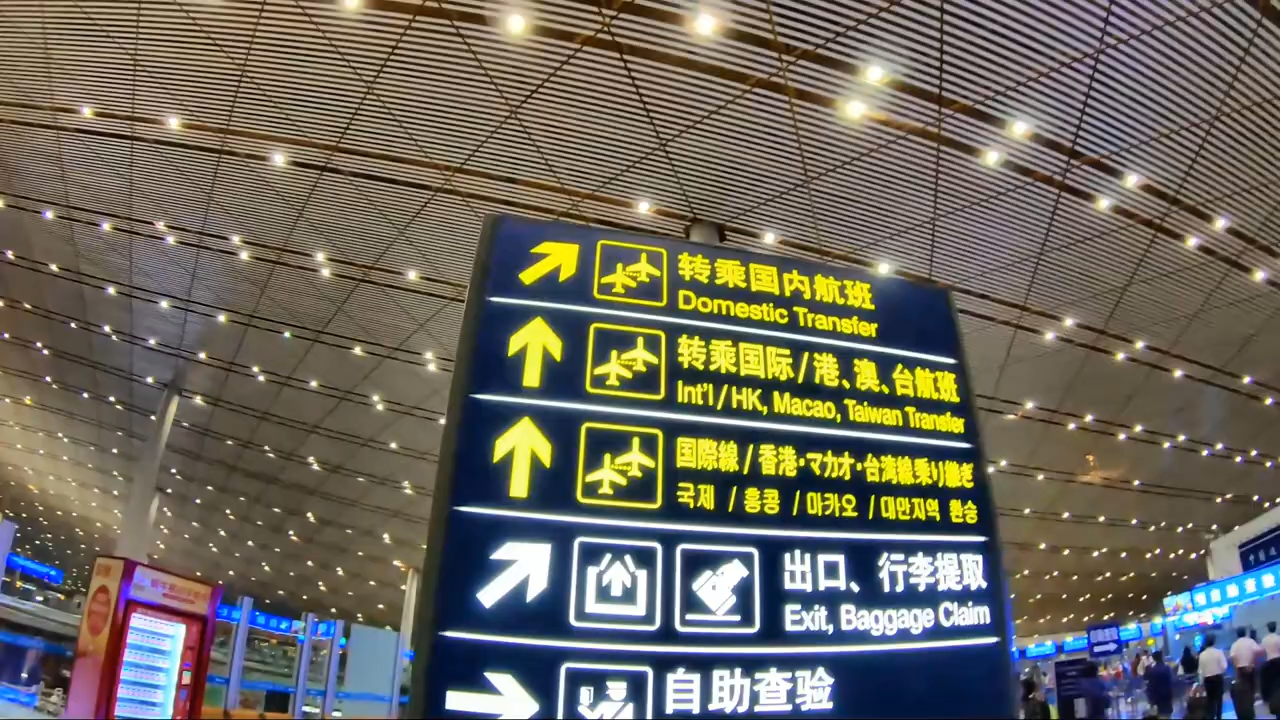 转乘国内航班
Domestic Transfer
转乘国际/港、澳、台航班
Int'l/HK, Macao, Taiwan Transfer
国際線/香港·マカオ·台湾線乗り継ぎ
국제 / 홍콩 / 마카오 / 대만지역 환승
出口、行李提取
Exit, Baggage Claim
自助查验